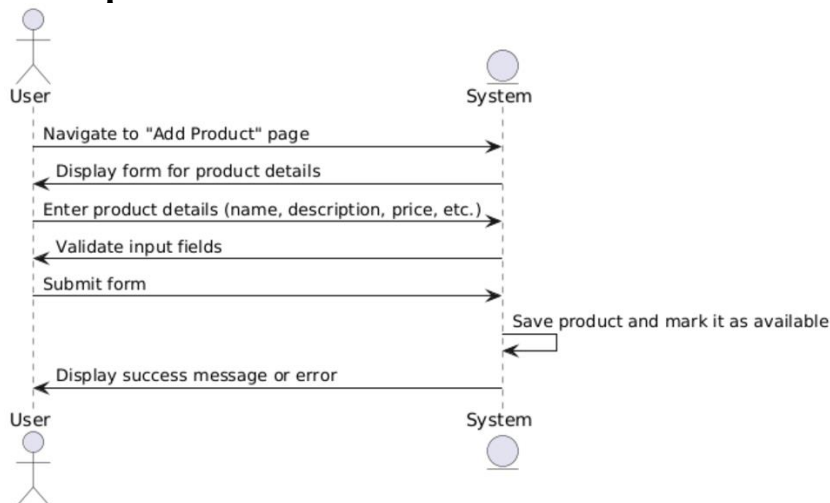 User
System
Navigate to "Add Product" page
Display form for product details
Enter product details (name, description, price, etc.)
Validate input fields
Submit form
Save product and mark it as available
Display success message or error
User
System